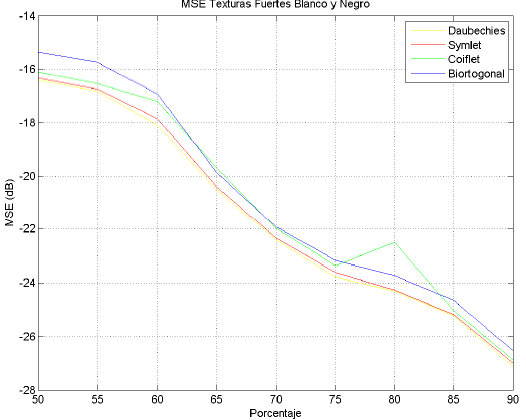 MSE Texturas Fuertes Blanco y Negro
-14
-16
-18
-20
-22
-24
-26
-28
MSE (dB)
Daubechies
Symlet
Coiflet
Biortogonal
50 55 60 65 70 75 80 85 90
Porcentaje